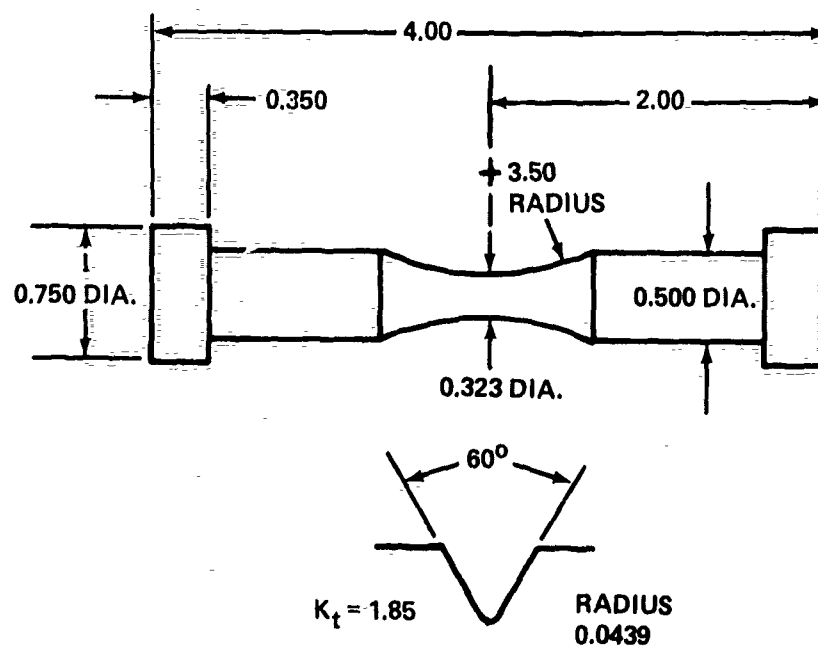 4.00
0.350
2.00
3.50
RADIUS
0.750 DIA.
0.500 DIA.
0.323 DIA.
60°
Kt = 1.85
RADIUS
0.0439